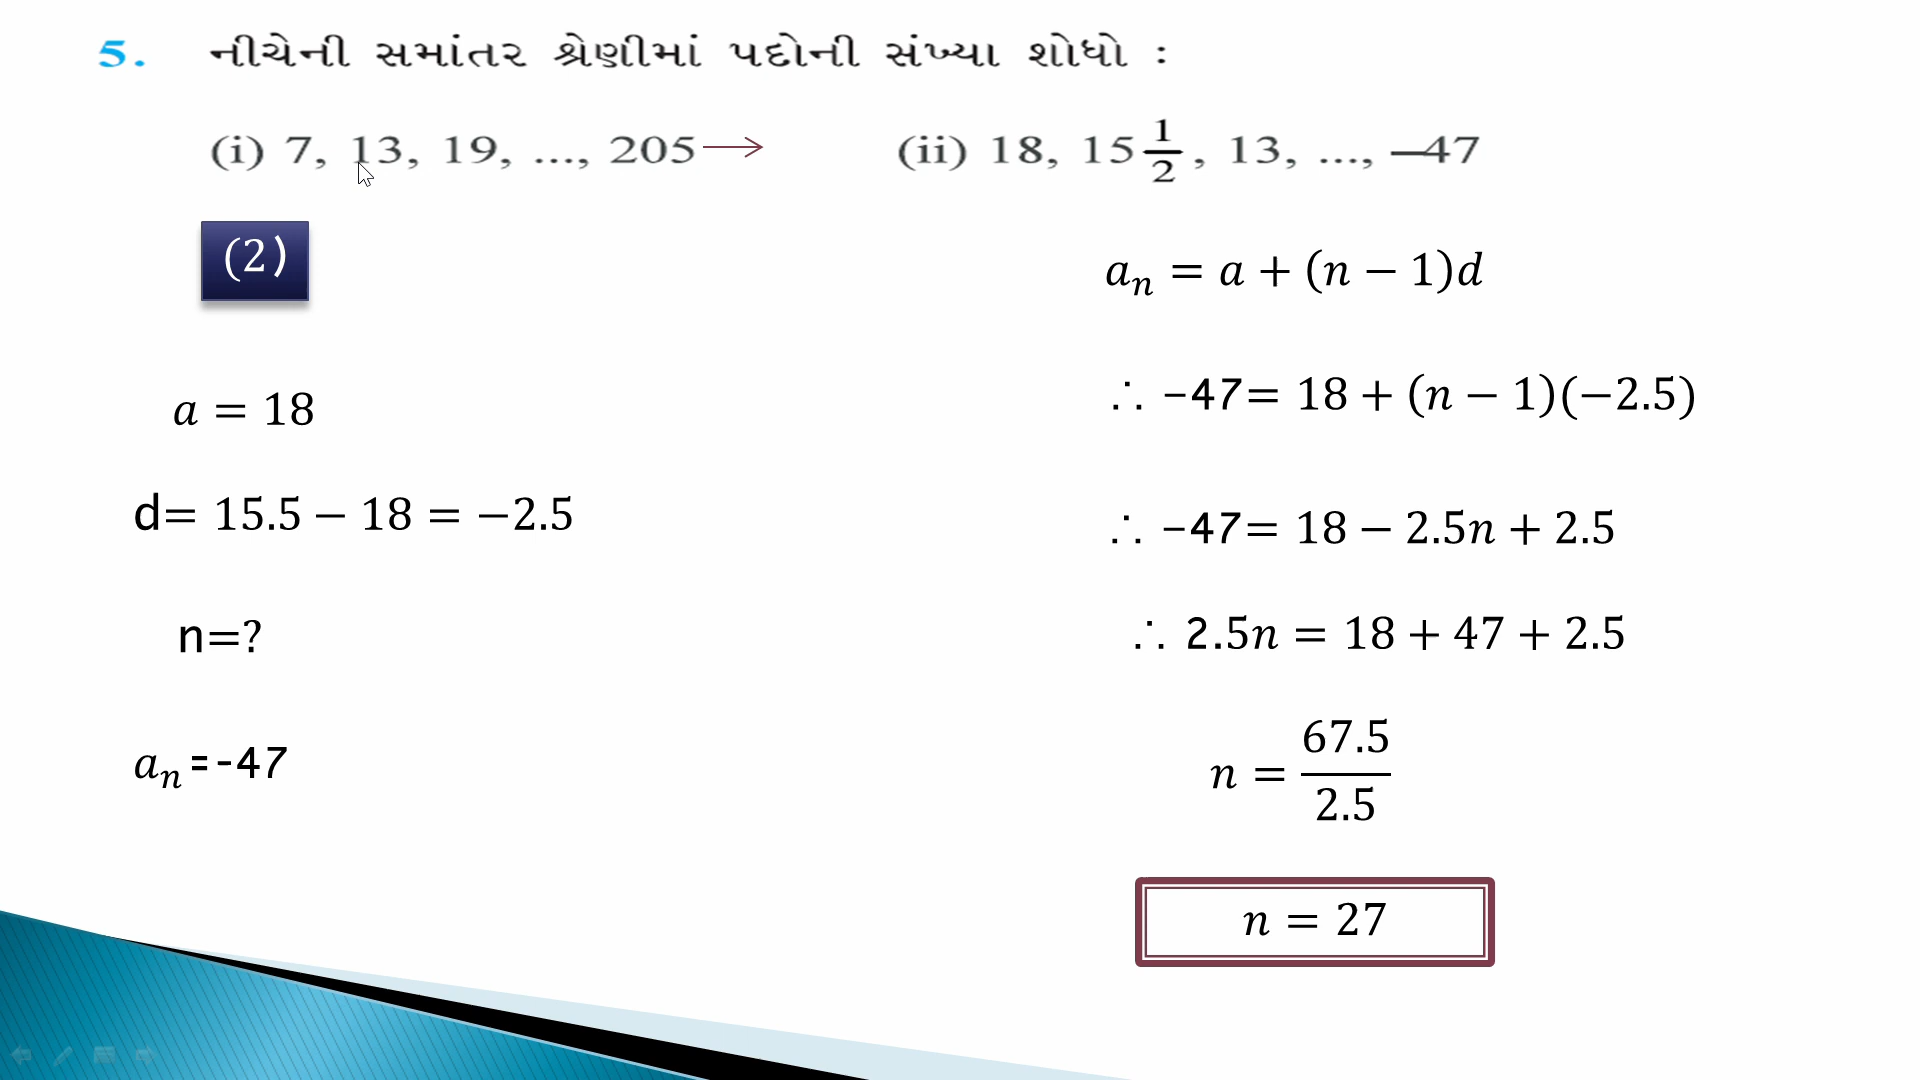 5. નીચેની સમાંતર શ્રેણીમાં પદોની સંખ્યા શોધો :
(i) 7, 13, 19, ..., 205 →
(ii) 18, 15 1/2, 13, ..., −47
(2)
a = 18
d= 15.5 − 18 = −2.5
n=?
aₙ =-47
aₙ = a + (n − 1)d
∴ −47= 18 + (n − 1)(−2.5)
∴ −47= 18 − 2.5n + 2.5
∴ 2.5n = 18 + 47 + 2.5
n = 67.5/2.5
n = 27